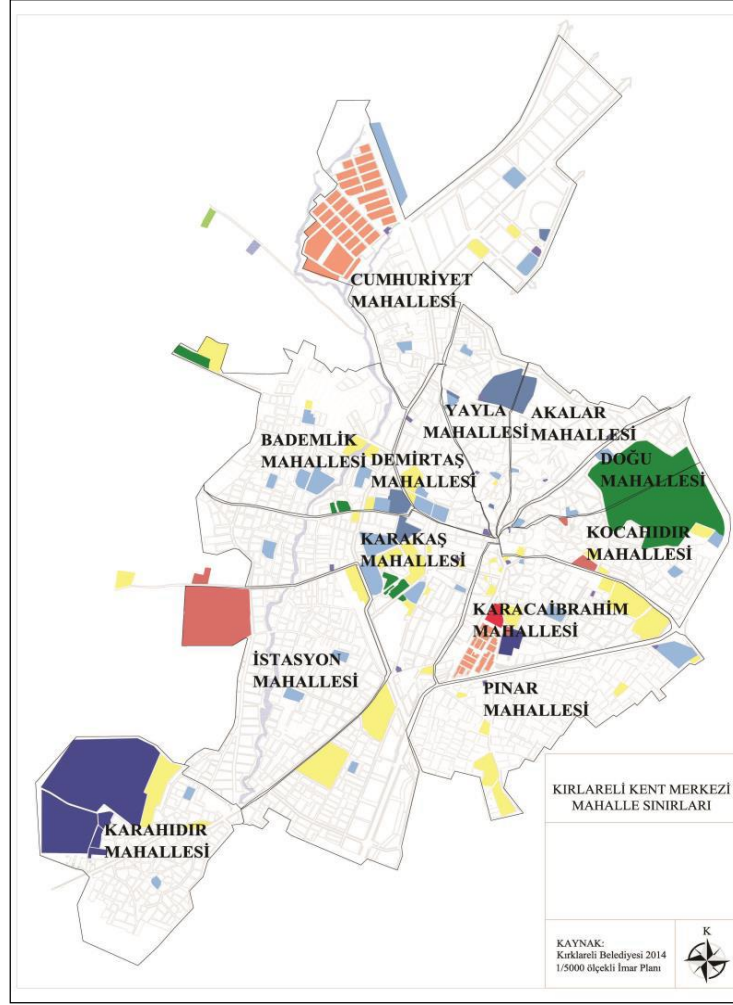 CUMHURİYET
MAHALLESİ
YAYLA
MAHALLESİ
AKALAR
MAHALLESİ
BADEMLİK
MAHALLESİ
DEMİRTAŞ
MAHALLESİ
DOĞU
MAHALLESİ
KARAKAŞ
MAHALLESİ
KOCAHIDIR
MAHALLESİ
KARACAİBRAHİM
MAHALLESİ
İSTASYON
MAHALLESİ
PINAR
MAHALLESİ
KARAHIDIR
MAHALLESİ
KIRLARELİ KENT MERKEZİ
MAHALLE SINIRLARI
KAYNAK:
Kırklareli Belediyesi 2014
1/5000 ölçekli İmar Planı
K